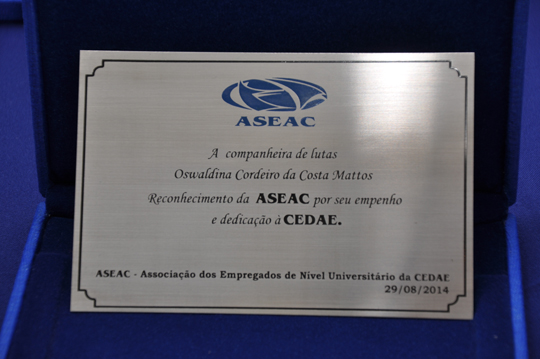 ASEAC
A companheira de lutas
Oswaldina Cordeiro da Costa Mattos
Reconhecimento da ASEAC por seu empenho
e dedicação à CEDAE.
ASEAC - Associação dos Empregados de Nível Universitário da CEDAE
29/08/2014